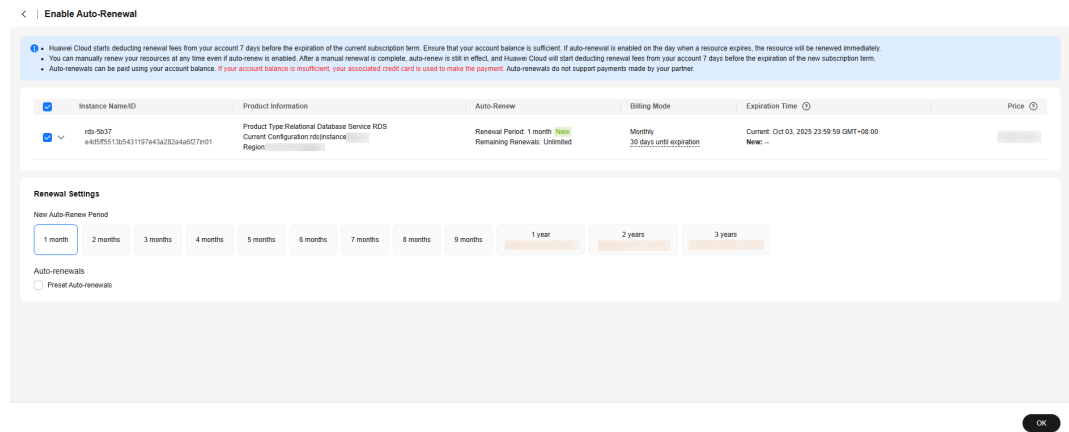 Enable Auto-Renewal
Huawei Cloud starts deducting renewal fees from your account 7 days before the expiration of the current subscription term. Ensure that your account balance is sufficient. If auto-renewal is enabled on the day when a resource expires, the resource will be renewed immediately.
You can manually renew your resources at any time even if auto-renew is enabled. After a manual renewal is complete, auto-renew is still in effect, and Huawei Cloud will start deducting renewal fees from your account 7 days before the expiration of the new subscription term.
Auto-renewals can be paid using your account balance. If your account balance is insufficient, your associated credit card is used to make the payment. Auto-renewals do not support payments made by your partner.
Instance Name/ID Product Information Auto-Renew Billing Mode Expiration Time Price
rds-5b37
e4d5ff5513b5431197e43a282a4a6f27in01
Product Type:Relational Database Service RDS
Current Configuration:rds|instance
Region:
Renewal Period: 1 month New
Remaining Renewals: Unlimited
Monthly
30 days until expiration
Current: Oct 03, 2025 23:59:59 GMT+08:00
New: --
Renewal Settings
New Auto-Renew Period
1 month 2 months 3 months 4 months 5 months 6 months 7 months 8 months 9 months 1 year 2 years 3 years
Auto-renewals
Preset Auto-renewals
OK